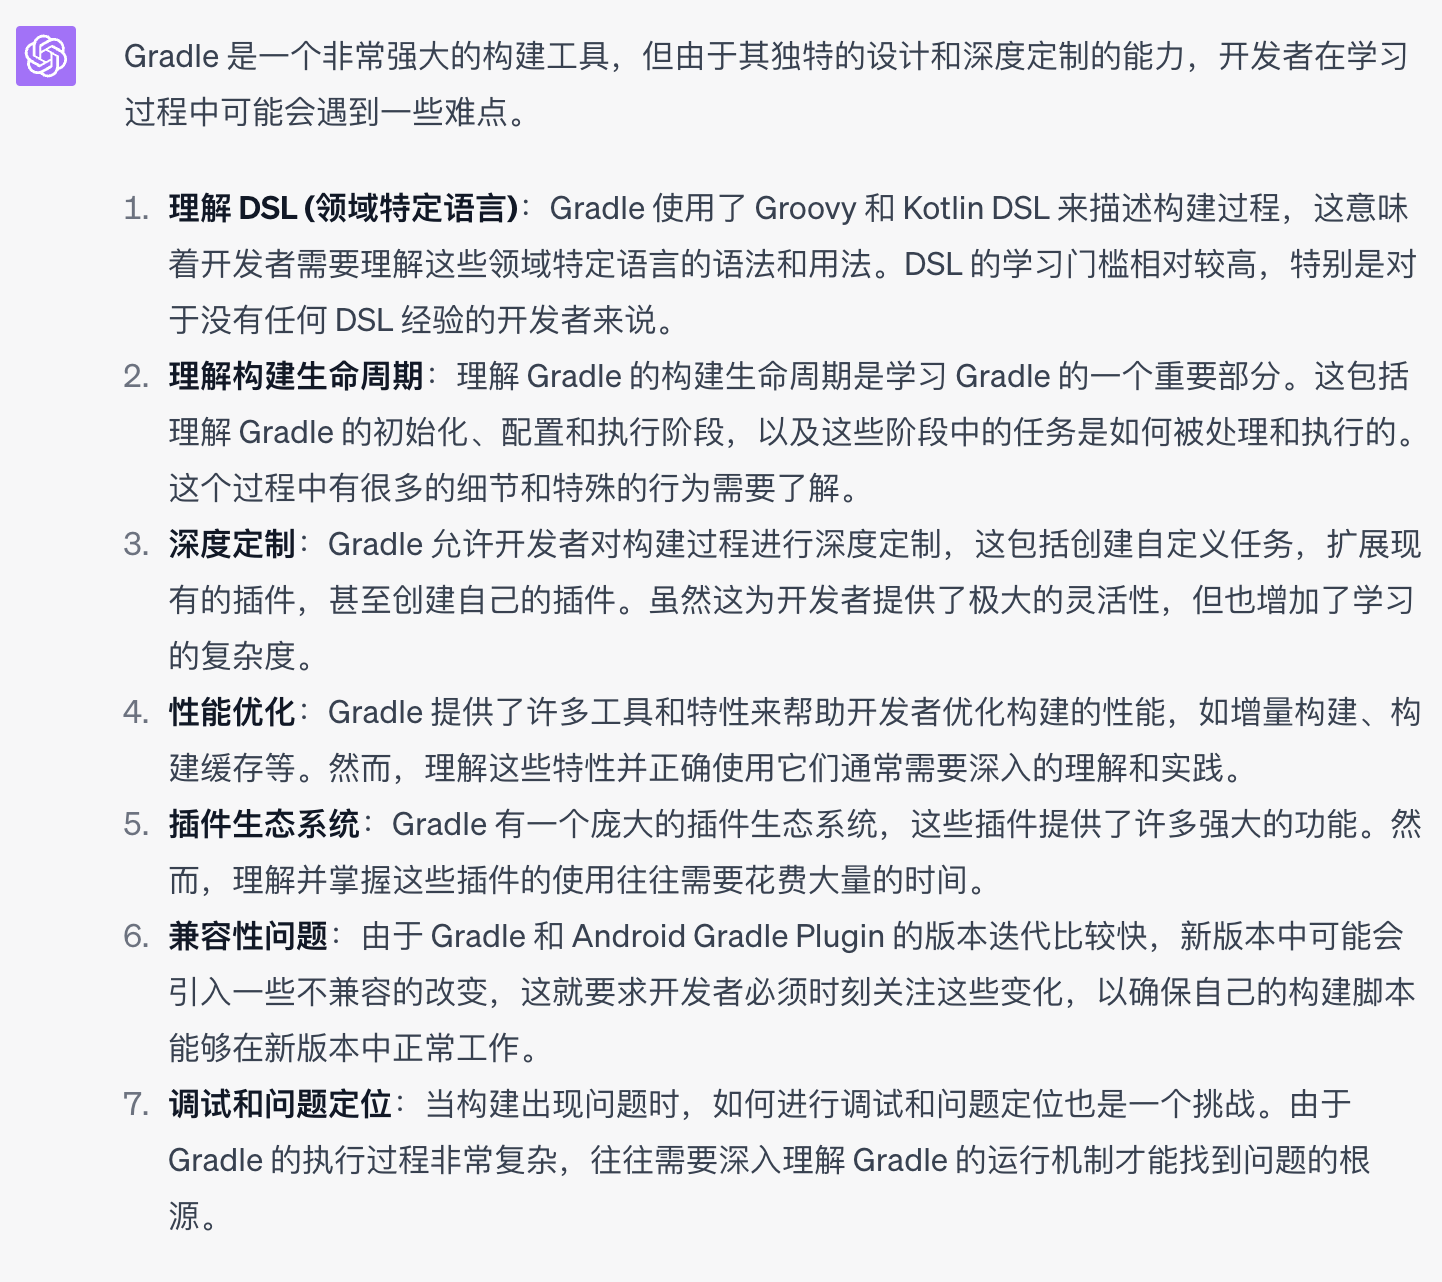 Gradle 是一个非常强大的构建工具，但由于其独特的设计和深度定制的能力，开发者在学习
过程中可能会遇到一些难点。
1. 理解 DSL (领域特定语言)：Gradle 使用了 Groovy 和 Kotlin DSL 来描述构建过程，这意味
着开发者需要理解这些领域特定语言的语法和用法。DSL 的学习门槛相对较高，特别是对
于没有任何 DSL 经验的开发者来说。
2. 理解构建生命周期：理解 Gradle 的构建生命周期是学习 Gradle 的一个重要部分。这包括
理解 Gradle 的初始化、配置和执行阶段，以及这些阶段中的任务是如何被处理和执行的。
这个过程中有很多的细节和特殊的行为需要了解。
3. 深度定制：Gradle 允许开发者对构建过程进行深度定制，这包括创建自定义任务，扩展现
有的插件，甚至创建自己的插件。虽然这为开发者提供了极大的灵活性，但也增加了学习
的复杂度。
4. 性能优化：Gradle 提供了许多工具和特性来帮助开发者优化构建的性能，如增量构建、构
建缓存等。然而，理解这些特性并正确使用它们通常需要深入的理解和实践。
5. 插件生态系统：Gradle 有一个庞大的插件生态系统，这些插件提供了许多强大的功能。然
而，理解并掌握这些插件的使用往往需要花费大量的时间。
6. 兼容性问题：由于 Gradle 和 Android Gradle Plugin 的版本迭代比较快，新版本中可能会
引入一些不兼容的改变，这就要求开发者必须时刻关注这些变化，以确保自己的构建脚本
能够在新版本中正常工作。
7. 调试和问题定位：当构建出现问题时，如何进行调试和问题定位也是一个挑战。由于
Gradle 的执行过程非常复杂，往往需要深入理解 Gradle 的运行机制才能找到问题的根
源。